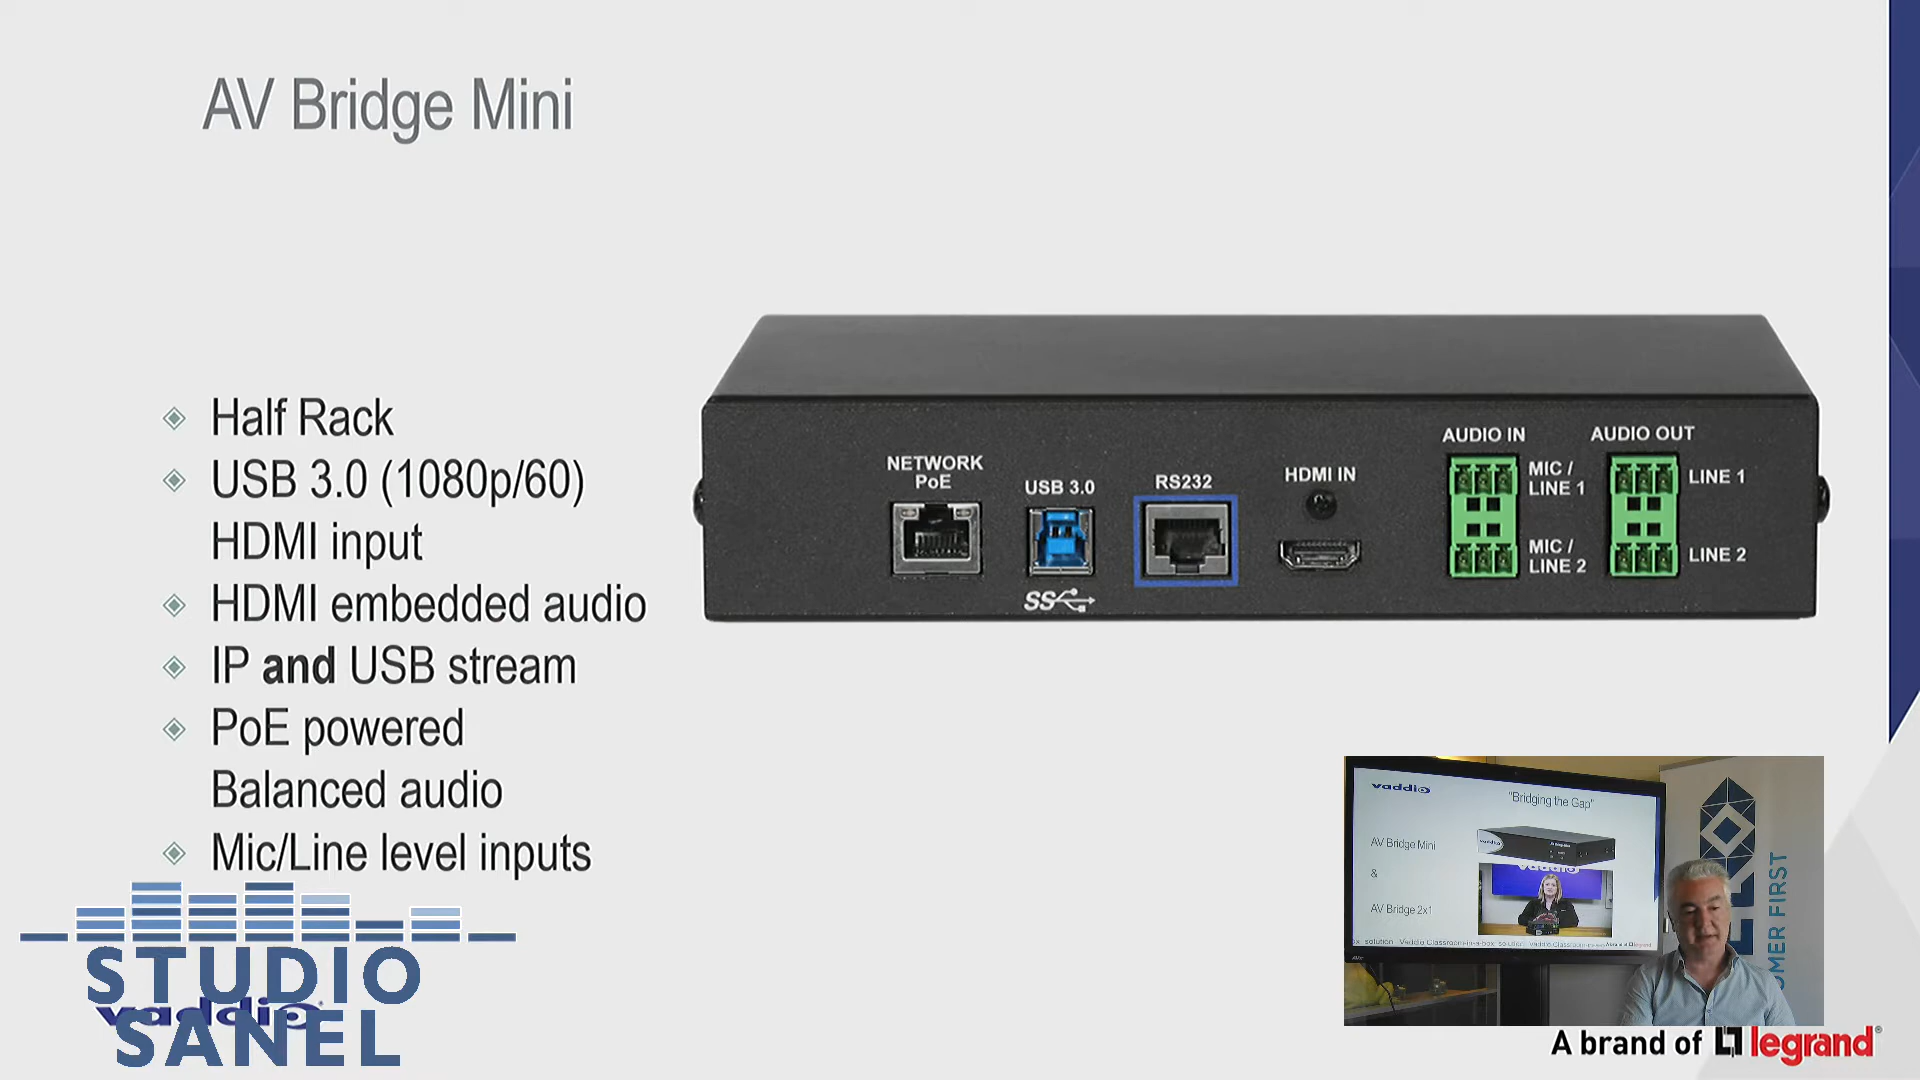 AV Bridge Mini
Half Rack
USB 3.0 (1080p/60)
HDMI input
HDMI embedded audio
IP and USB stream
PoE powered
Balanced audio
Mic/Line level inputs
NETWORK
PoE
USB 3.0
SS
RS232
HDMI IN
AUDIO IN
MIC /
LINE 1
MIC /
LINE 2
AUDIO OUT
LINE 1
LINE 2
vaddio
"Bridging the Gap"
AV Bridge Mini
&
AV Bridge 2x1
OMER FIRST
STUDIO
vaddio
SANEL
A brand of legrand®